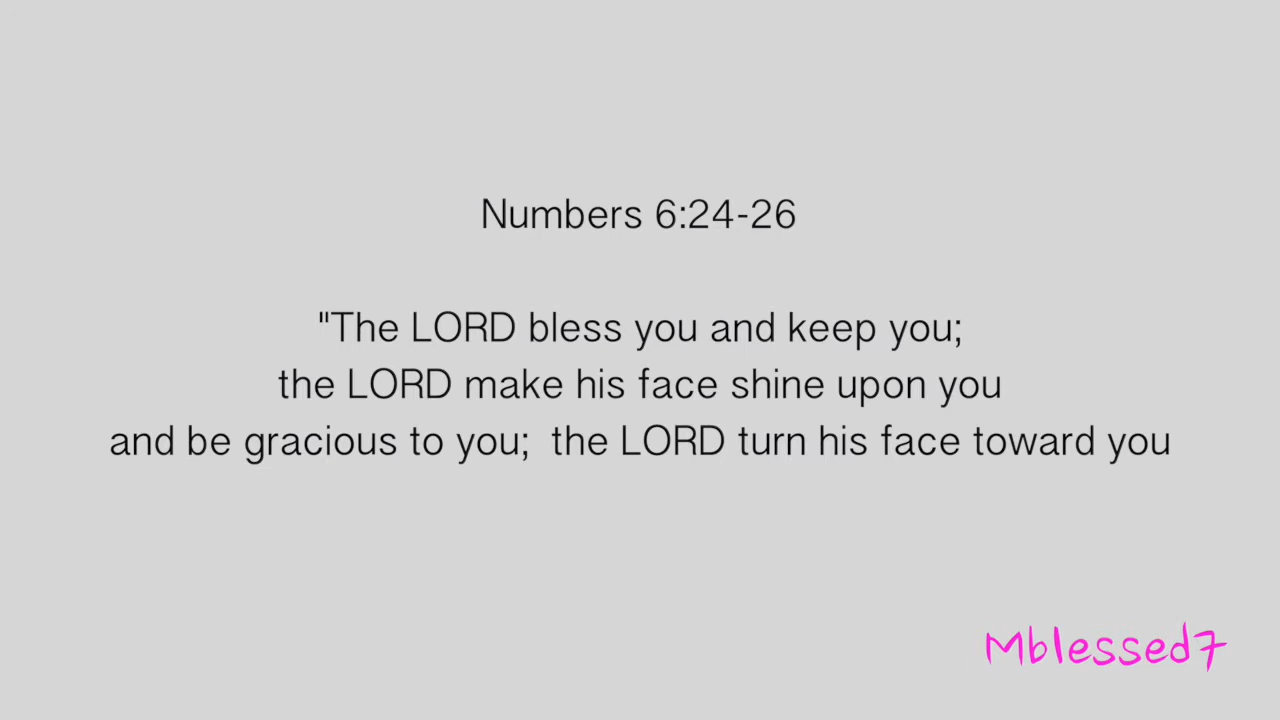 Numbers 6:24-26
"The LORD bless you and keep you;
the LORD make his face shine upon you
and be gracious to you;  the LORD turn his face toward you
Mblessed7